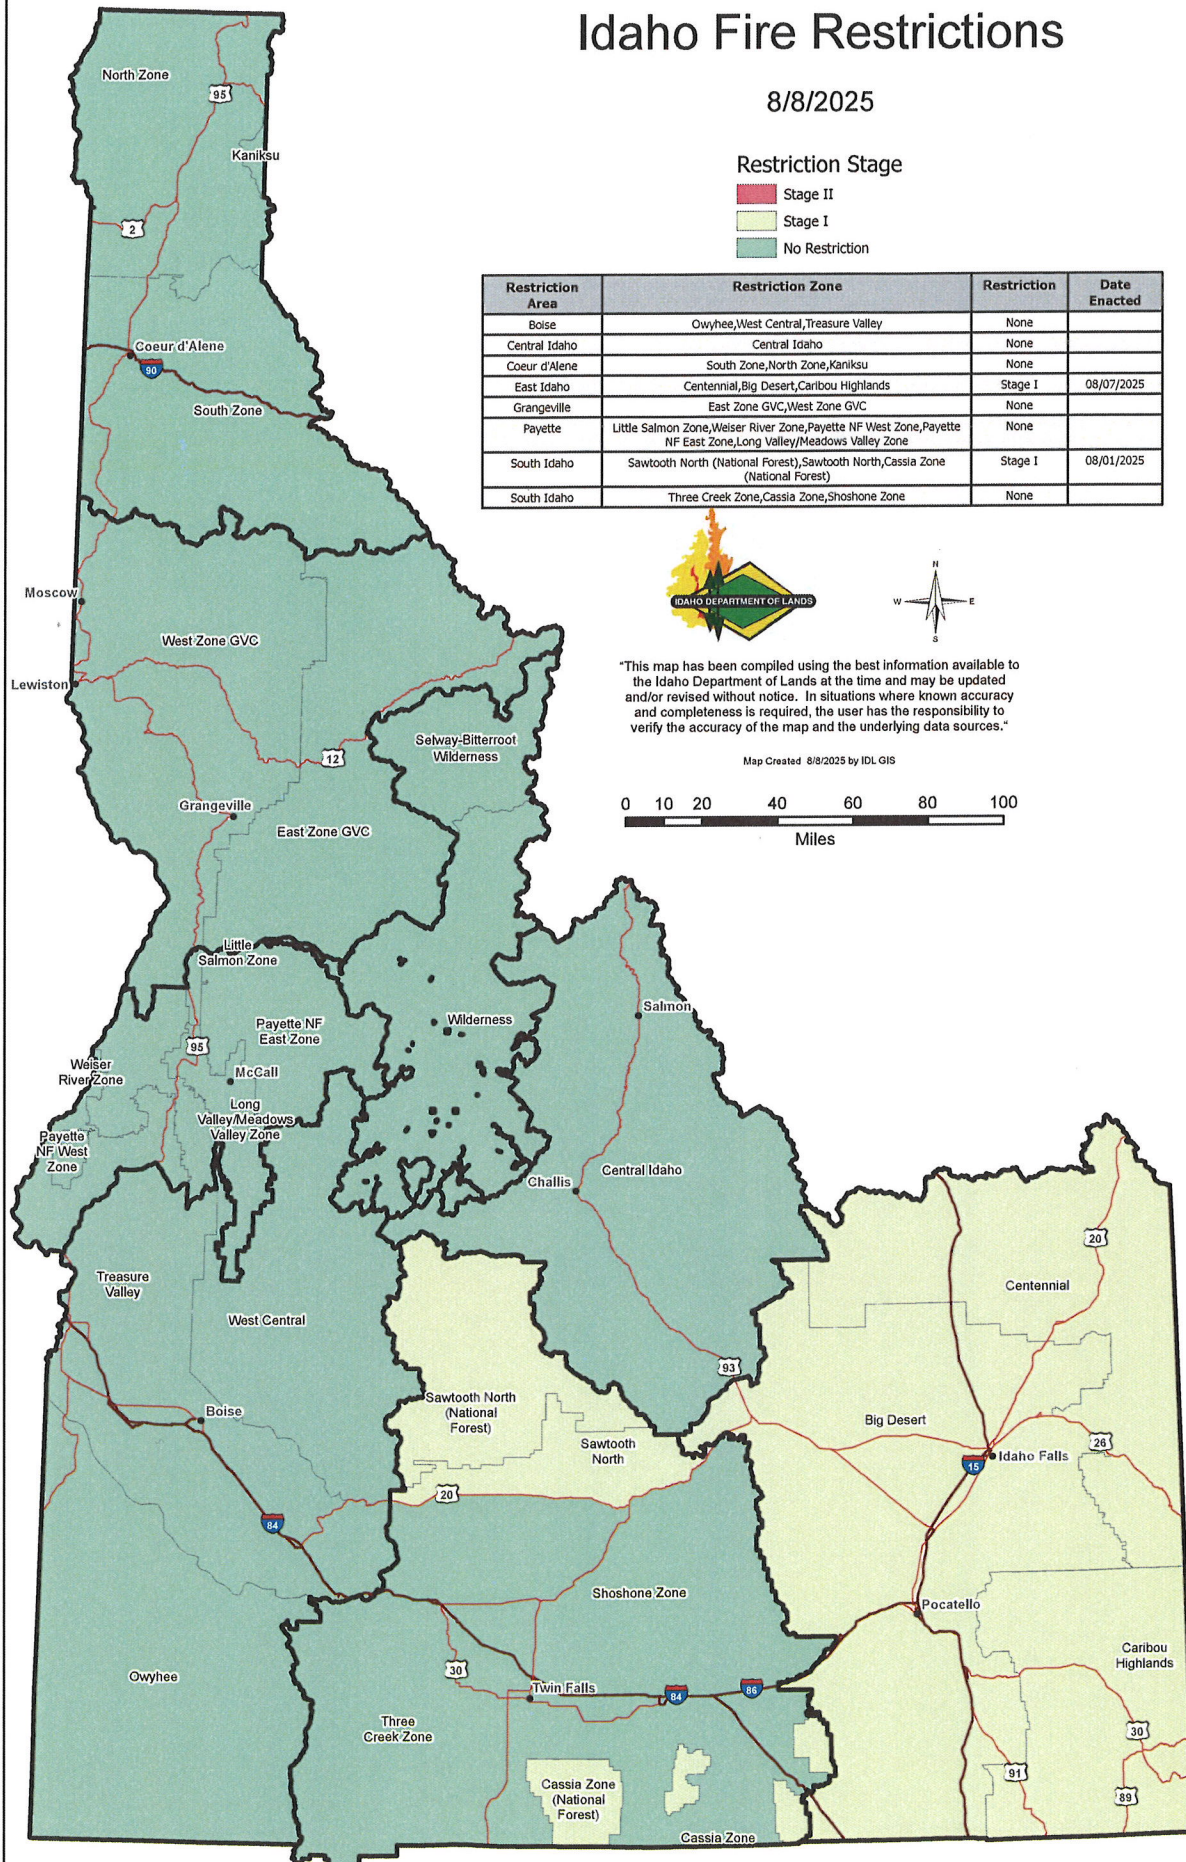 Idaho Fire Restrictions
8/8/2025
Restriction Stage
Stage II
Stage I
No Restriction
Restriction Area
Restriction Zone
Restriction
Date Enacted
Boise
Owyhee,West Central,Treasure Valley
None
Central Idaho
Central Idaho
None
Coeur d'Alene
South Zone,North Zone,Kaniksu
None
East Idaho
Centennial,Big Desert,Caribou Highlands
Stage I
08/07/2025
Grangeville
East Zone GVC,West Zone GVC
None
Payette
Little Salmon Zone,Weiser River Zone,Payette NF West Zone,Payette
NF East Zone,Long Valley/Meadows Valley Zone
None
South Idaho
Sawtooth North (National Forest),Sawtooth North,Cassia Zone
(National Forest)
Stage I
08/01/2025
South Idaho
Three Creek Zone,Cassia Zone,Shoshone Zone
None
IDAHO DEPARTMENT OF LANDS
N
W
E
S
"This map has been compiled using the best information available to
the Idaho Department of Lands at the time and may be updated
and/or revised without notice. In situations where known accuracy
and completeness is required, the user has the responsibility to
verify the accuracy of the map and the underlying data sources."
Map Created 8/8/2025 by IDL GIS
0 10 20 40 60 80 100
Miles
North Zone
95
Kaniksu
2
Coeur d'Alene
90
South Zone
Moscow
West Zone GVC
Lewiston
Selway-Bitterroot
Wilderness
12
Grangeville
East Zone GVC
Little
Salmon Zone
Salmon
Wilderness
Payette NF
East Zone
95
Weiser
River Zone
McCall
Long
Valley/Meadows
Valley Zone
Payette
NF West
Zone
Central Idaho
Challis
20
Treasure
Valley
Centennial
West Central
93
Sawtooth North
(National
Forest)
Boise
Big Desert
Sawtooth
North
26
Idaho Falls
15
20
84
Shoshone Zone
Pocatello
Caribou
Highlands
Owyhee
30
Twin Falls
84
86
Three
Creek Zone
30
91
89
Cassia Zone
(National
Forest)
Cassia Zone